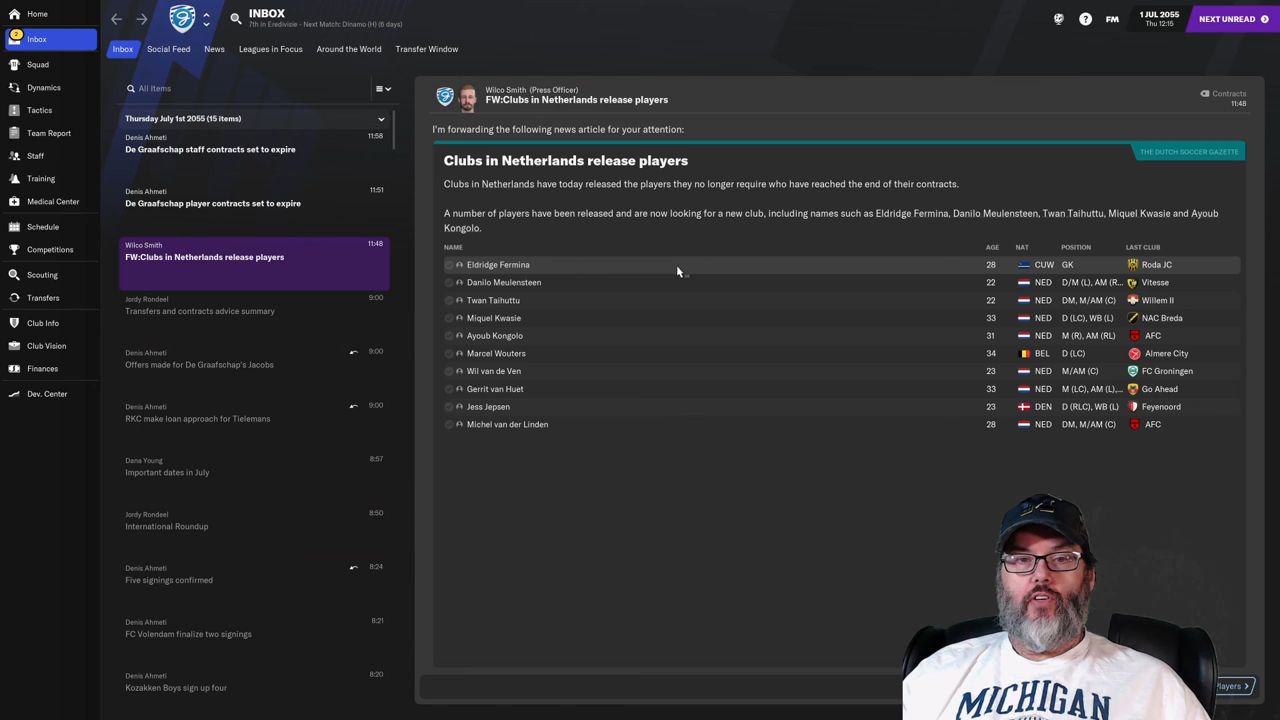 Home
INBOX
7th in Eredivisie - Next Match: Dinamo (H) (6 days)
FM
1 JUL 2055
Thu 12:15
NEXT UNREAD
2
Inbox
Squad
Dynamics
Tactics
Team Report
Staff
Training
Medical Center
Schedule
Competitions
Scouting
Transfers
Club Info
Club Vision
Finances
Dev. Center
Inbox
Social Feed
News
Leagues in Focus
Around the World
Transfer Window
All Items
Thursday July 1st 2055 (15 items)
Denis Ahmeti 11:58
De Graafschap staff contracts set to expire
Denis Ahmeti 11:51
De Graafschap player contracts set to expire
Wilco Smith 11:48
FW:Clubs in Netherlands release players
Jordy Rondeel 9:00
Transfers and contracts advice summary
Denis Ahmeti 9:00
Offers made for De Graafschap's Jacobs
Denis Ahmeti 9:00
RKC make loan approach for Tielemans
Dana Young 8:57
Important dates in July
Jordy Rondeel 8:50
International Roundup
Denis Ahmeti 8:24
Five signings confirmed
Denis Ahmeti 8:21
FC Volendam finalize two signings
Denis Ahmeti 8:20
Kozakken Boys sign up four
Wilco Smith (Press Officer)
FW:Clubs in Netherlands release players
Contracts
11:48
I'm forwarding the following news article for your attention:
Clubs in Netherlands release players
THE DUTCH SOCCER GAZETTE
Clubs in Netherlands have today released the players they no longer require who have reached the end of their contracts.
A number of players have been released and are now looking for a new club, including names such as Eldridge Fermina, Danilo Meulensteen, Twan Taihuttu, Miquel Kwasie and Ayoub
Kongolo.
NAME AGE NAT POSITION LAST CLUB
Eldridge Fermina 28 CUW GK Roda JC
Danilo Meulensteen 22 NED D/M (L), AM (R... Vitesse
Twan Taihuttu 22 NED DM, M/AM (C) Willem II
Miquel Kwasie 33 NED D (LC), WB (L) NAC Breda
Ayoub Kongolo 31 NED M (R), AM (RL) AFC
Marcel Wouters 34 BEL D (LC) Almere City
Wil van de Ven 23 NED M/AM (C) FC Groningen
Gerrit van Huet 33 NED M (LC), AM (L),... Go Ahead
Jess Jepsen 23 DEN D (RLC), WB (L) Feyenoord
Michel van der Linden 28 NED DM, M/AM (C) AFC
Players
MICHIGAN